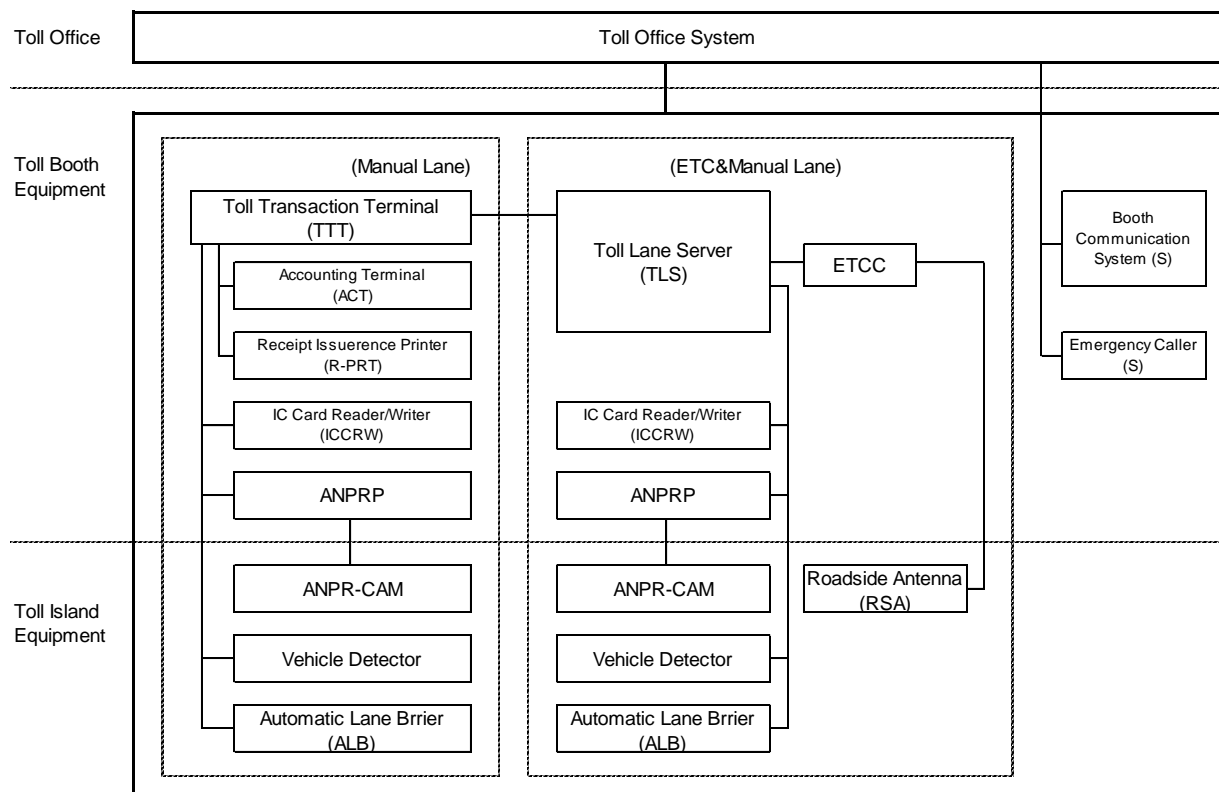 Toll Office
Toll Office System
Toll Booth
Equipment
(Manual Lane)
(ETC&Manual Lane)
Toll Transaction Terminal
(TTT)
Accounting Terminal
(ACT)
Receipt Issuerence Printer
(R-PRT)
IC Card Reader/Writer
(ICCRW)
ANPRP
Toll Lane Server
(TLS)
ETCC
IC Card Reader/Writer
(ICCRW)
ANPRP
Booth
Communication
System (S)
Emergency Caller
(S)
Toll Island
Equipment
ANPR-CAM
Vehicle Detector
Automatic Lane Brrier
(ALB)
ANPR-CAM
Vehicle Detector
Automatic Lane Brrier
(ALB)
Roadside Antenna
(RSA)